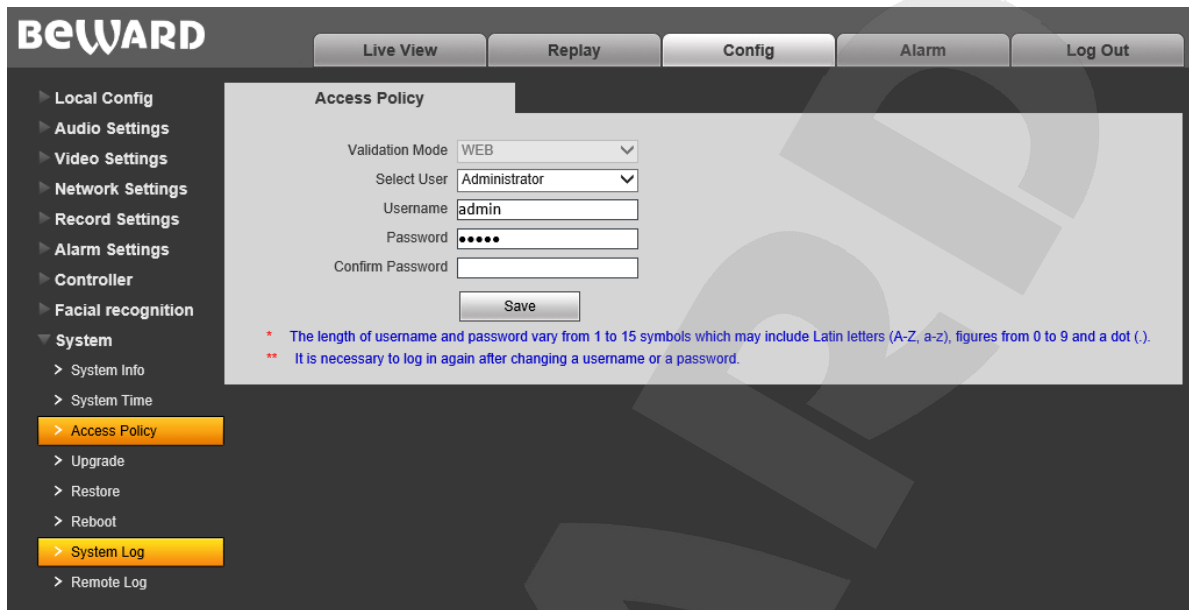 BEWARD
Live View Replay Config Alarm Log Out
Local Config
Audio Settings
Video Settings
Network Settings
Record Settings
Alarm Settings
Controller
Facial recognition
System
System Info
System Time
Access Policy
Upgrade
Restore
Reboot
System Log
Remote Log
Access Policy
Validation Mode WEB
Select User Administrator
Username admin
Password •••••
Confirm Password
Save
* The length of username and password vary from 1 to 15 symbols which may include Latin letters (A-Z, a-z), figures from 0 to 9 and a dot (.).
** It is necessary to log in again after changing a username or a password.